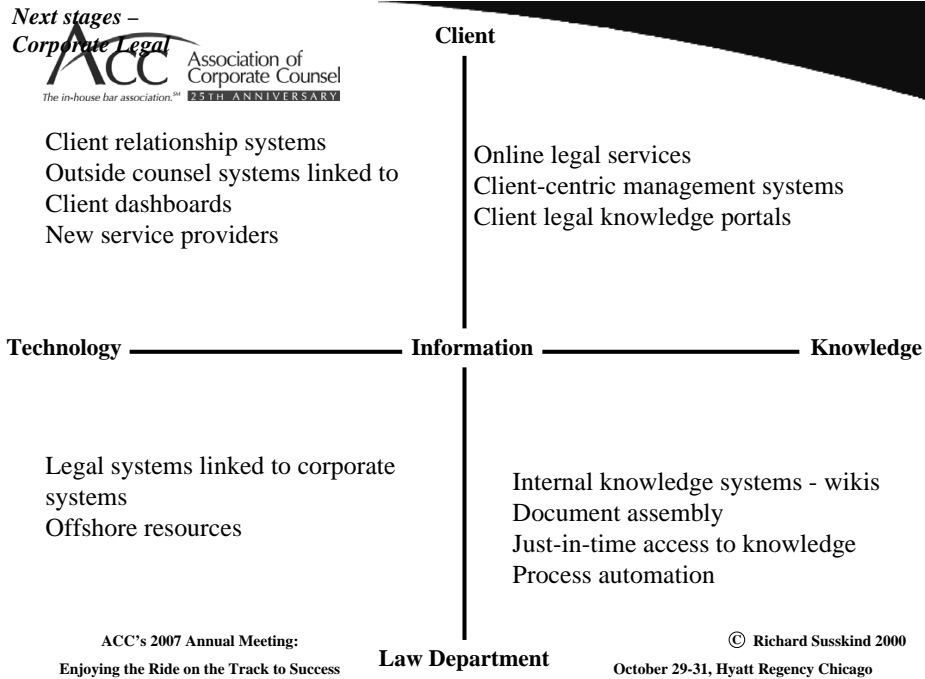 Next stages –
Corporate Legal
ACC Association of
Corporate Counsel
The in-house bar association.℠ 25TH ANNIVERSARY
Client
Client relationship systems
Outside counsel systems linked to
Client dashboards
New service providers
Online legal services
Client-centric management systems
Client legal knowledge portals
Technology Information Knowledge
Legal systems linked to corporate
systems
Offshore resources
Internal knowledge systems - wikis
Document assembly
Just-in-time access to knowledge
Process automation
Law Department
ACC's 2007 Annual Meeting:
Enjoying the Ride on the Track to Success
© Richard Susskind 2000
October 29-31, Hyatt Regency Chicago